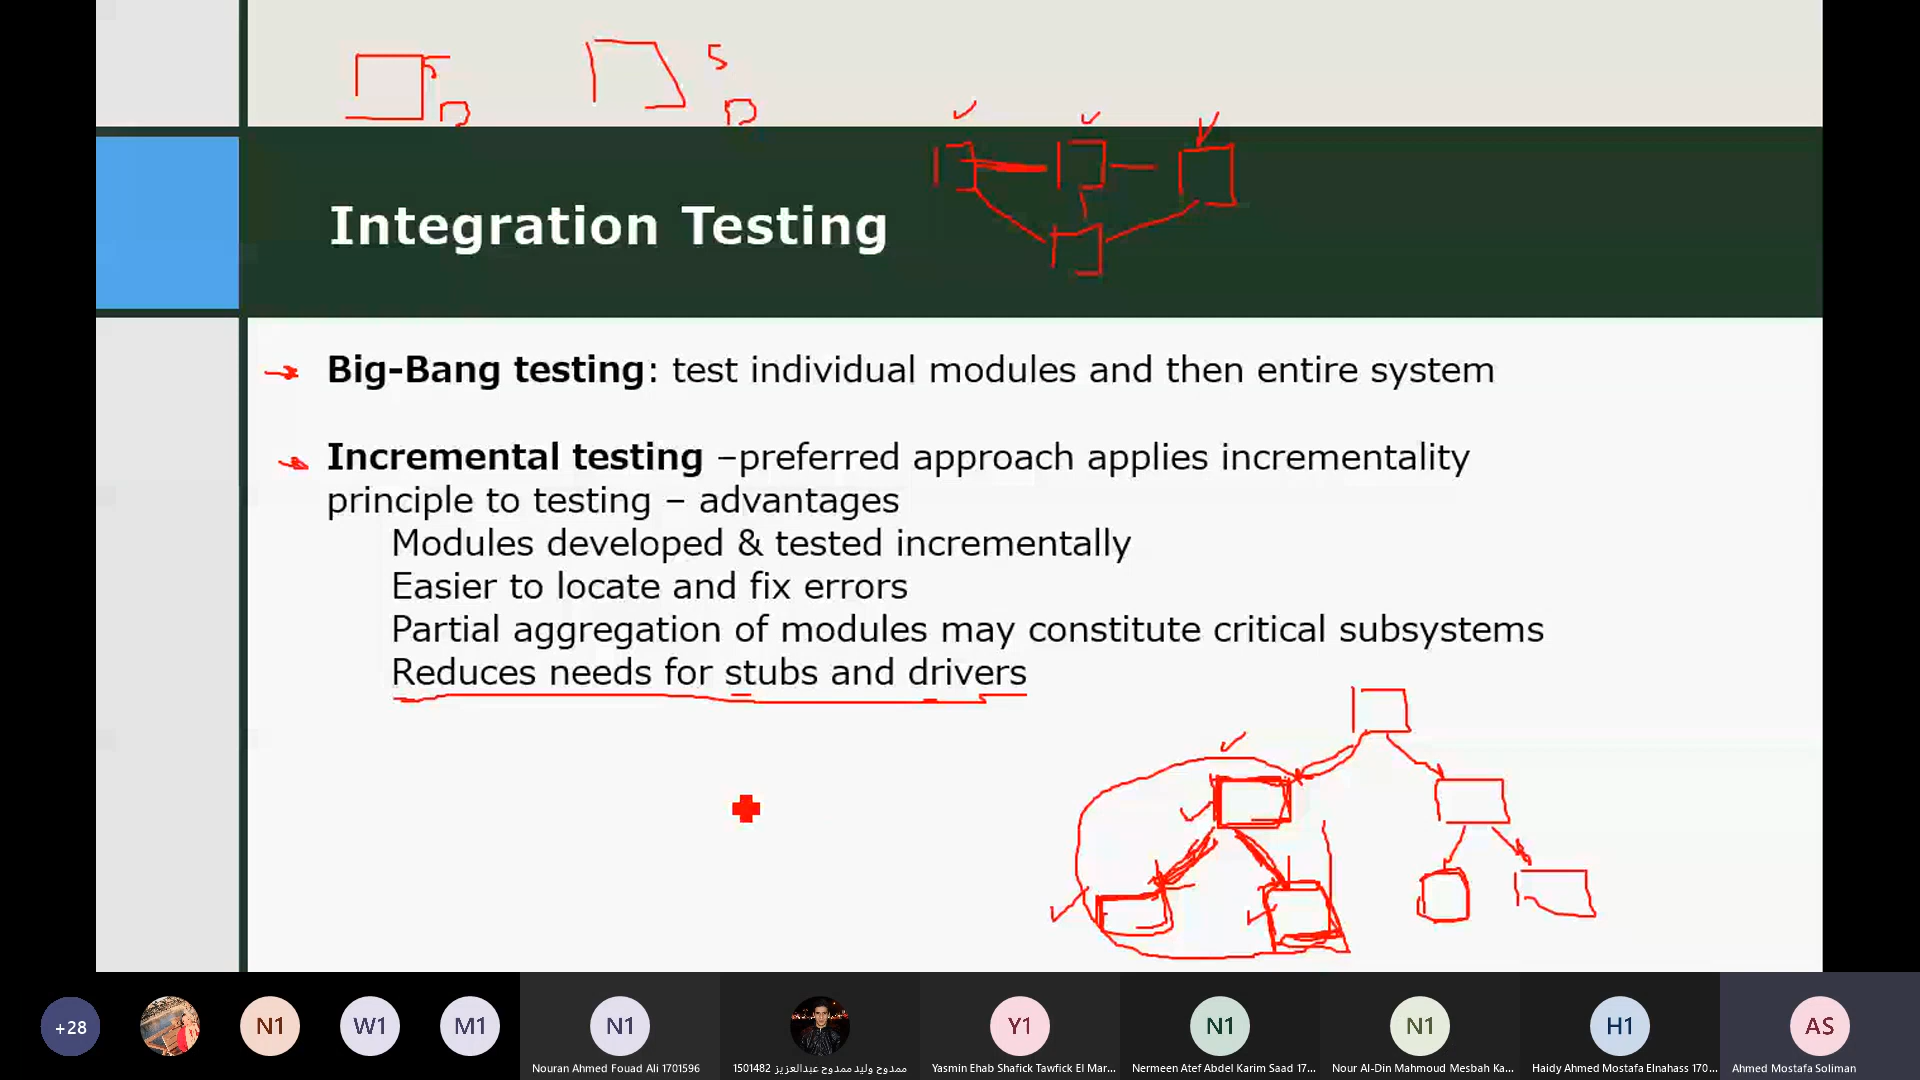 S
D
S
D
Integration Testing
Big-Bang testing: test individual modules and then entire system
Incremental testing –preferred approach applies incrementality
principle to testing – advantages
Modules developed & tested incrementally
Easier to locate and fix errors
Partial aggregation of modules may constitute critical subsystems
Reduces needs for stubs and drivers
+28
N1
W1
M1
N1
Y1
N1
N1
H1
AS
Nouran Ahmed Fouad Ali 1701596
ممدوح وليد ممدوح عبدالعزيز 1501482
Yasmin Ehab Shafick Tawfick El Mar...
Nermeen Atef Abdel Karim Saad 17...
Nour Al-Din Mahmoud Mesbah Ka...
Haidy Ahmed Mostafa Elnahass 170...
Ahmed Mostafa Soliman